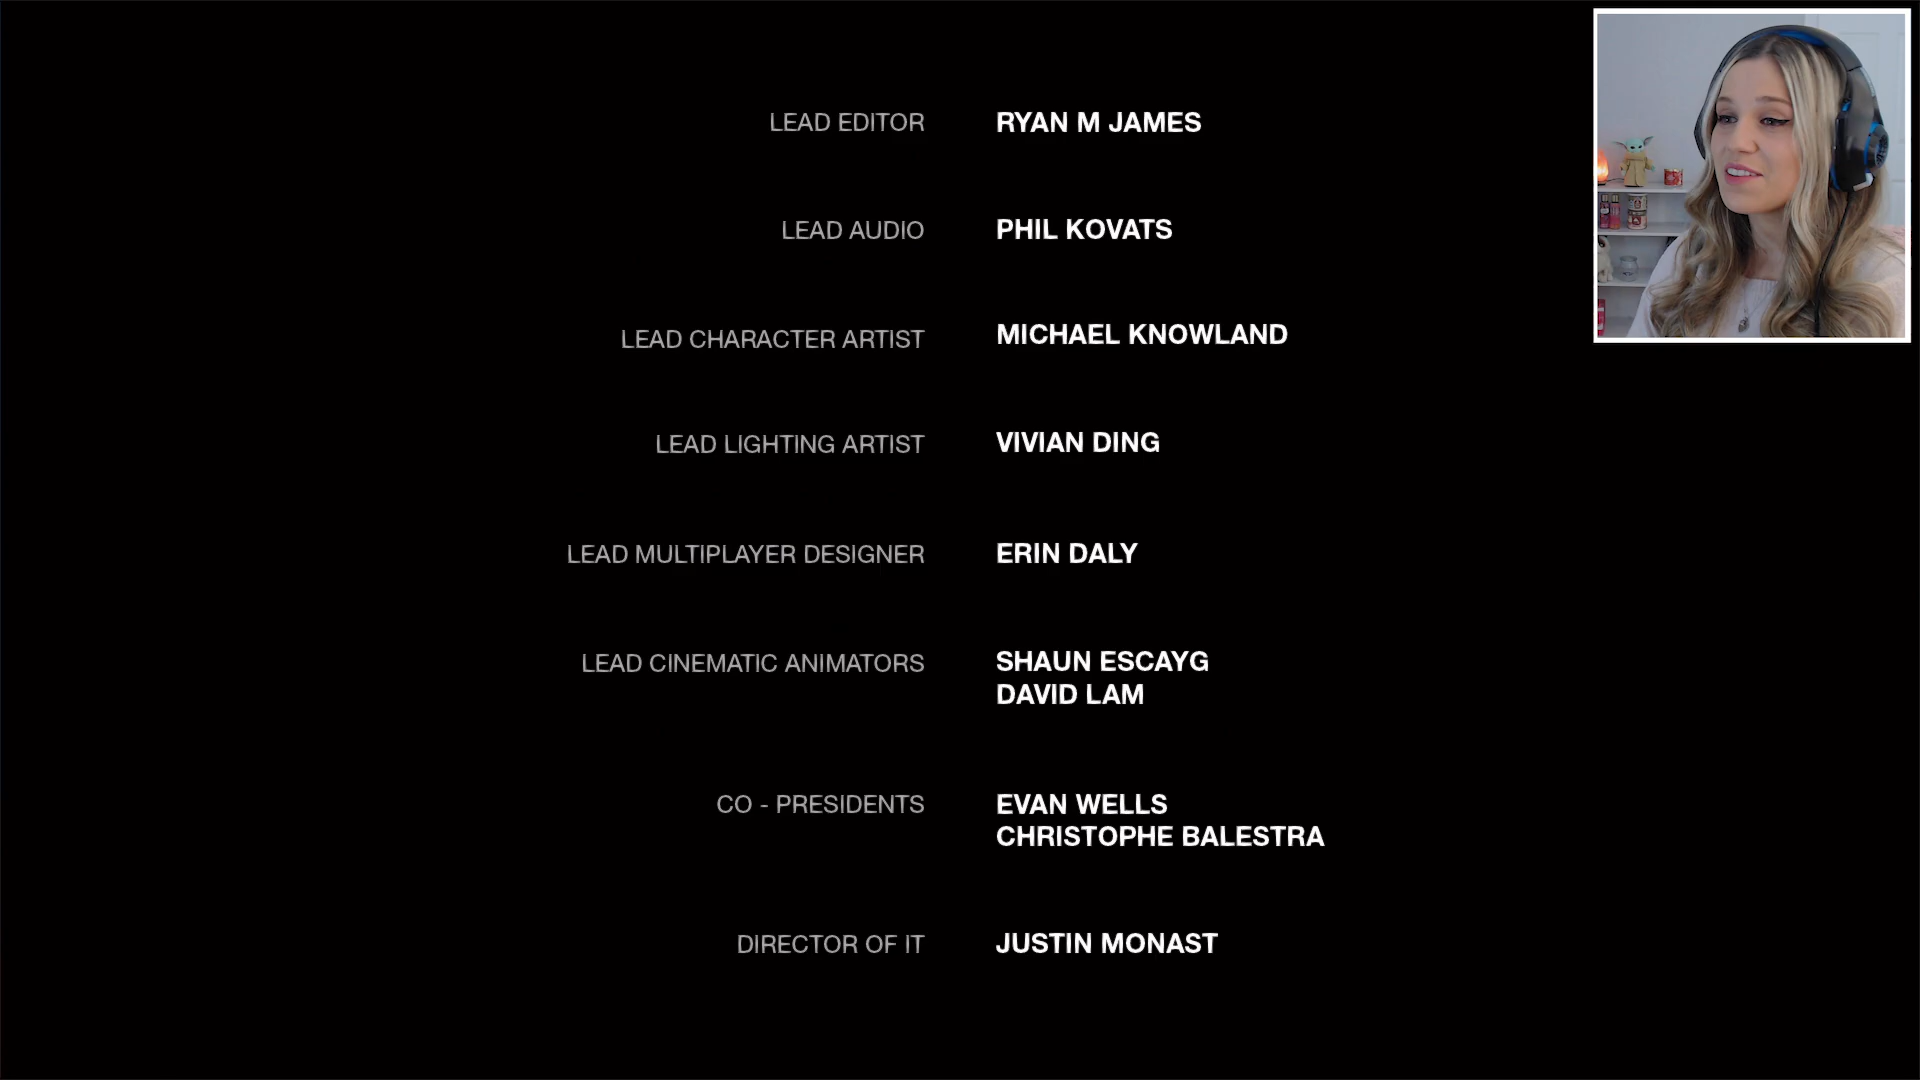 LEAD EDITOR RYAN M JAMES
LEAD AUDIO PHIL KOVATS
LEAD CHARACTER ARTIST MICHAEL KNOWLAND
LEAD LIGHTING ARTIST VIVIAN DING
LEAD MULTIPLAYER DESIGNER ERIN DALY
LEAD CINEMATIC ANIMATORS SHAUN ESCAYG
DAVID LAM
CO - PRESIDENTS EVAN WELLS
CHRISTOPHE BALESTRA
DIRECTOR OF IT JUSTIN MONAST